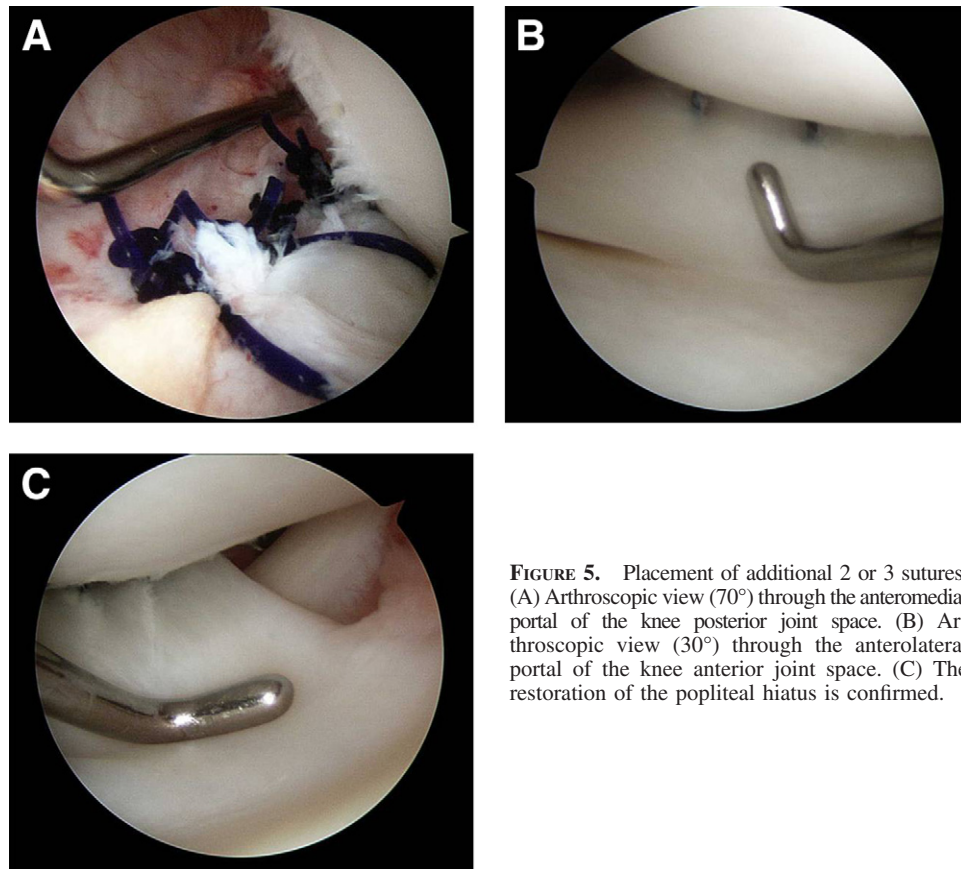 A
B
C
FIGURE 5. Placement of additional 2 or 3 sutures
(A) Arthroscopic view (70°) through the anteromedia
portal of the knee posterior joint space. (B) Ar-
throscopic view (30°) through the anterolatera
portal of the knee anterior joint space. (C) The
restoration of the popliteal hiatus is confirmed.